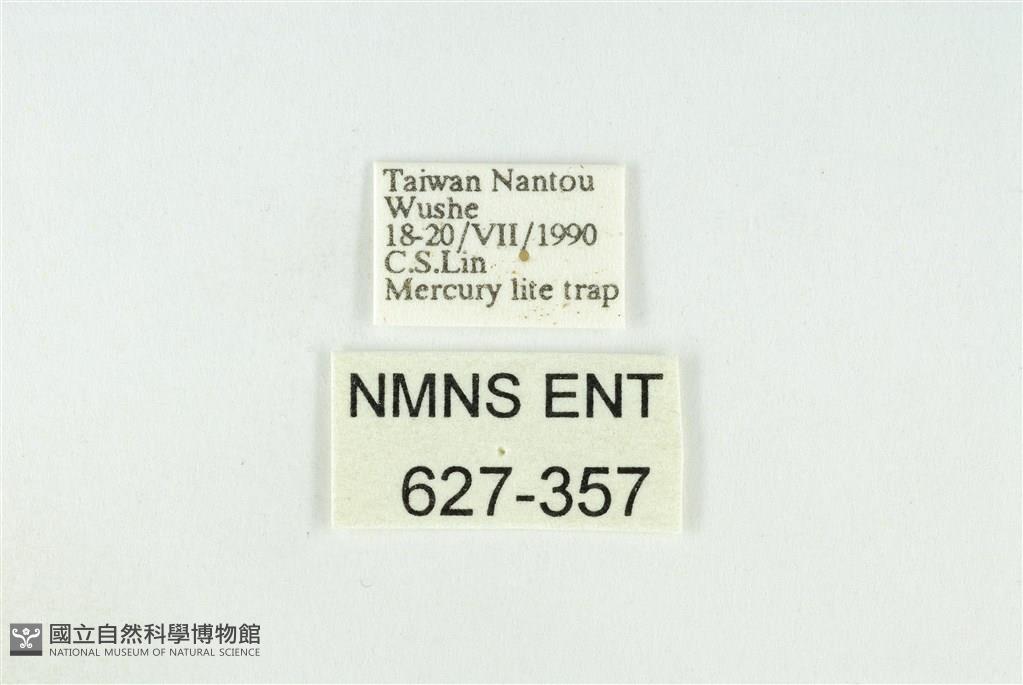 Taiwan Nantou
Wushe
18-20/VII/1990
C.S.Lin
Mercury lite trap
NMNS ENT
627-357
國立自然科學博物館
NATIONAL MUSEUM OF NATURAL SCIENCE